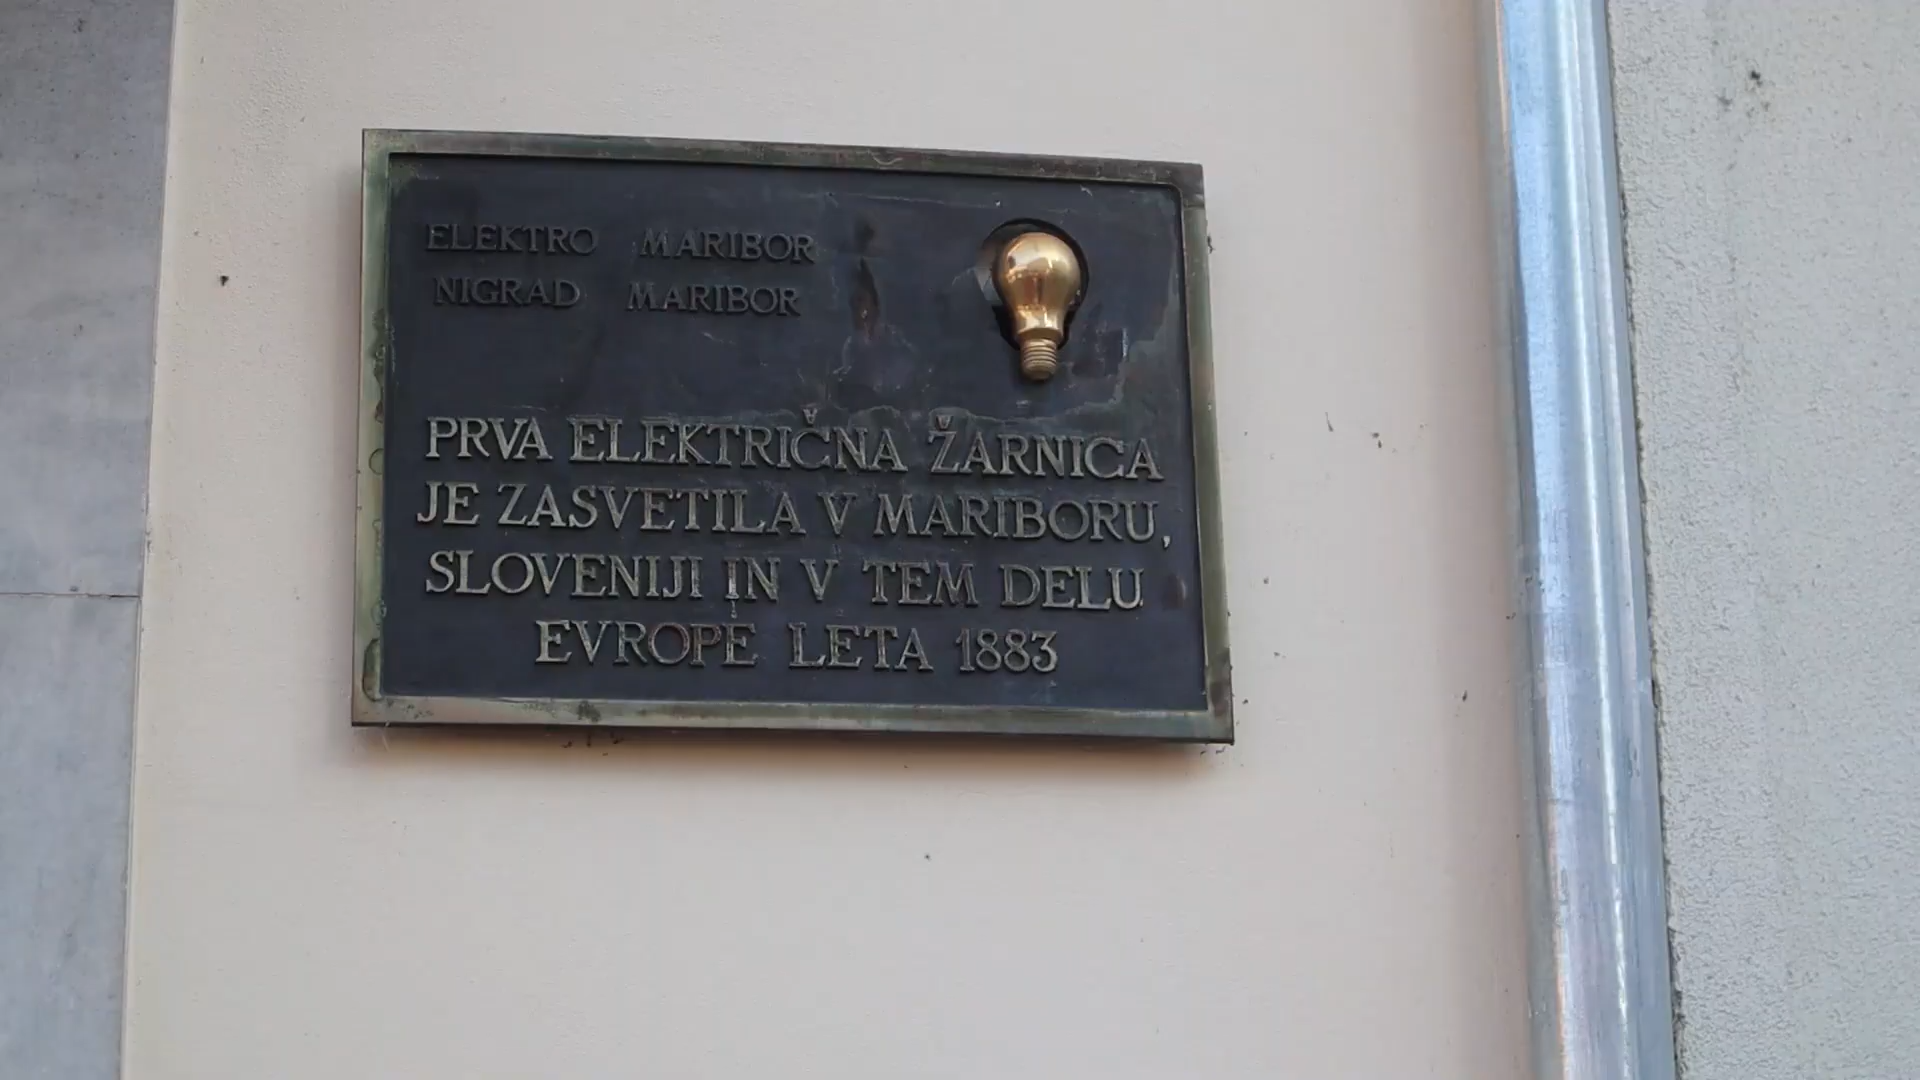 ELEKTRO MARIBOR
NIGRAD MARIBOR
PRVA ELEKTRIČNA ŽARNICA
JE ZASVETILA V MARIBORU,
SLOVENIJI IN V TEM DELU
EVROPE LETA 1883